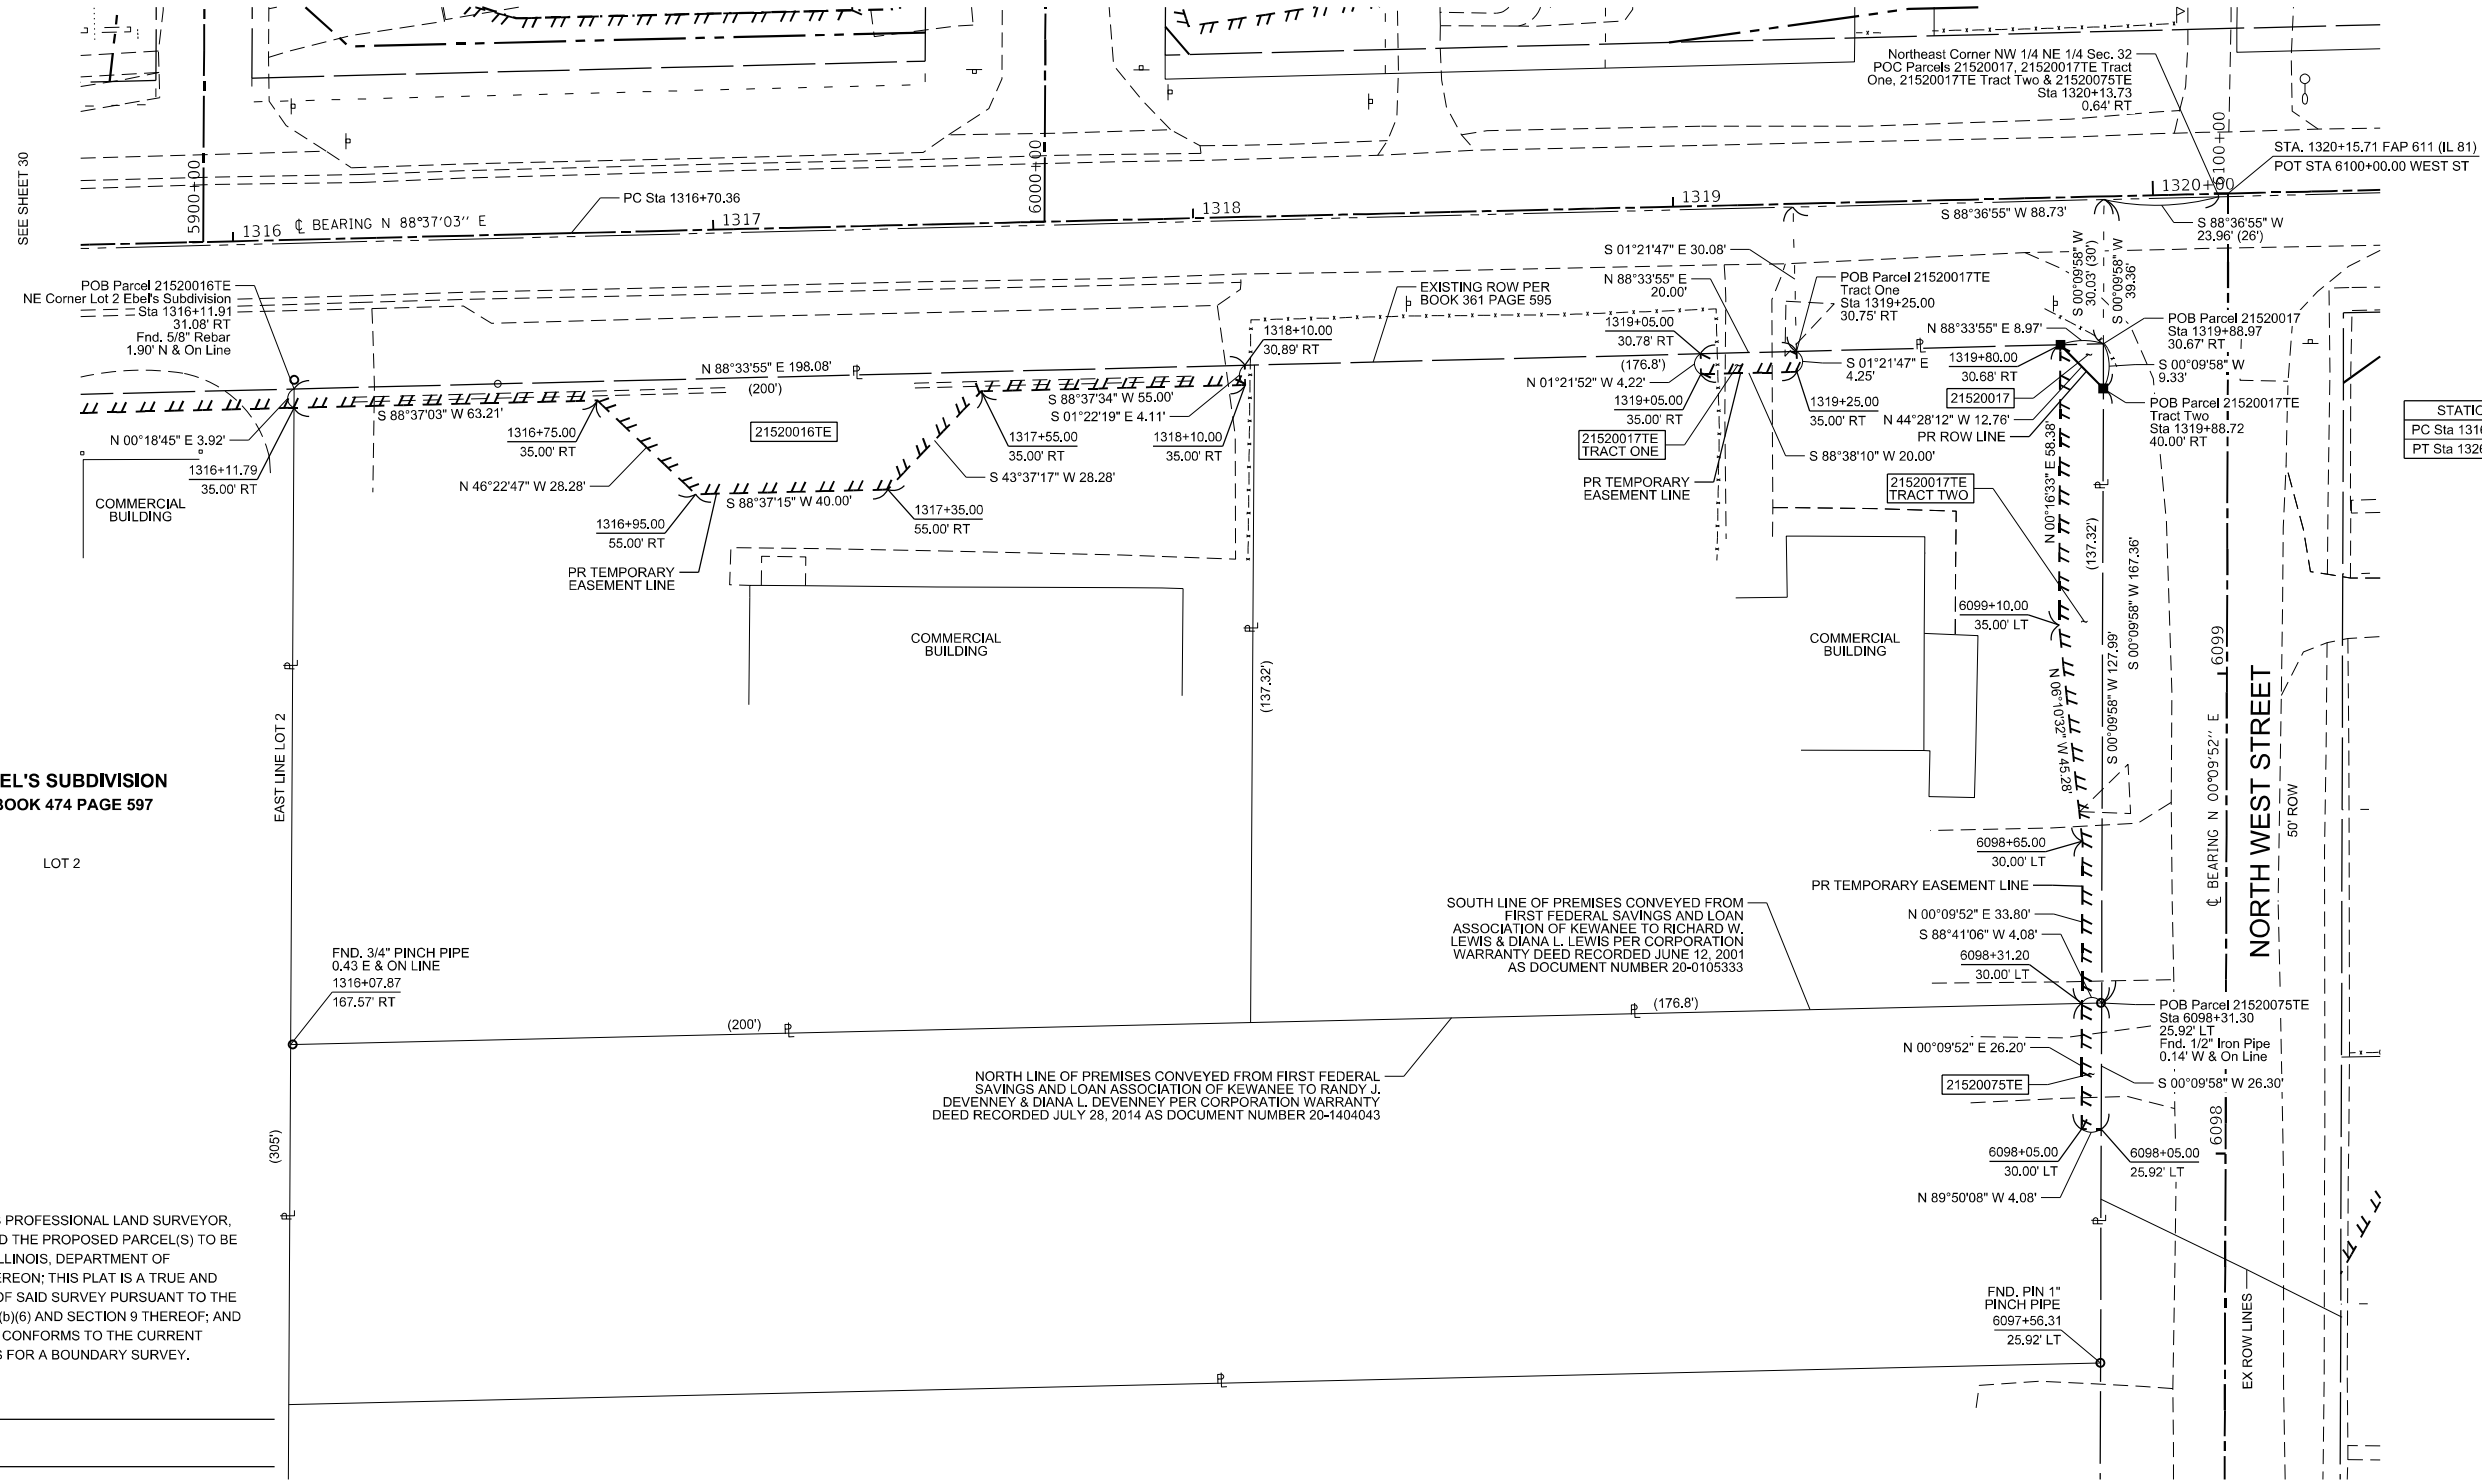 Northeast Corner NW 1/4 NE 1/4 Sec. 32
POC Parcels 21520017, 21520017TE Tract
One, 21520017TE Tract Two & 21520075TE
Sta 1320+13.73
0.64' RT
SEE SHEET 30
5900+00
6000+00
6100+00
STA. 1320+15.71 FAP 611 (IL 81)
POT STA 6100+00.00 WEST ST
PC Sta 1316+70.36
1316
℄ BEARING N 88°37'03'' E
1317
1318
1319
1320+00
S 88°36'55" W 88.73'
S 88°36'55" W
23.96' (26')
POB Parcel 21520016TE
NE Corner Lot 2 Ebel's Subdivision
Sta 1316+11.91
31.08' RT
Fnd. 5/8" Rebar
1.90' N & On Line
S 01°21'47" E 30.08'
N 88°33'55" E
20.00'
EXISTING ROW PER
BOOK 361 PAGE 595
POB Parcel 21520017TE
Tract One
Sta 1319+25.00
30.75' RT
S 00°09'58" W
30.03' (30')
S 00°09'58" W
39.36'
N 88°33'55" E 8.97'
POB Parcel 21520017
Sta 1319+88.97
30.67' RT
1318+10.00
30.89' RT
1319+05.00
30.78' RT
(176.8')
S 01°21'47" E
4.25'
1319+80.00
30.68' RT
S 00°09'58" W
9.33'
N 88°33'55" E 198.08'
(200')
N 01°21'52" W 4.22'
1319+05.00
35.00' RT
1319+25.00
35.00' RT
21520017
N 44°28'12" W 12.76'
PR ROW LINE
POB Parcel 21520017TE
Tract Two
Sta 1319+88.72
40.00' RT
STATIO
PC Sta 1316
PT Sta 1326
S 88°37'03" W 63.21'
S 88°37'34" W 55.00'
S 01°22'19" E 4.11'
N 00°18'45" E 3.92'
1316+11.79
35.00' RT
1316+75.00
35.00' RT
21520016TE
1317+55.00
35.00' RT
1318+10.00
35.00' RT
21520017TE
TRACT ONE
S 88°38'10" W 20.00'
N 46°22'47" W 28.28'
S 43°37'17" W 28.28'
PR TEMPORARY
EASEMENT LINE
21520017TE
TRACT TWO
N 00°16'33" E 58.38'
COMMERCIAL
BUILDING
S 88°37'15" W 40.00'
1316+95.00
55.00' RT
1317+35.00
55.00' RT
(137.32')
S 00°09'58" W 167.36'
PR TEMPORARY
EASEMENT LINE
6099+10.00
35.00' LT
COMMERCIAL
BUILDING
COMMERCIAL
BUILDING
(137.32')
S 00°09'58" W 127.99'
N 06°10'32" W 45.28'
6099
EAST LINE LOT 2
EL'S SUBDIVISION
BOOK 474 PAGE 597
LOT 2
℄ BEARING N 00°09'52'' E
NORTH WEST STREET
50' ROW
6098+65.00
30.00' LT
PR TEMPORARY EASEMENT LINE
SOUTH LINE OF PREMISES CONVEYED FROM
FIRST FEDERAL SAVINGS AND LOAN
ASSOCIATION OF KEWANEE TO RICHARD W.
LEWIS & DIANA L. LEWIS PER CORPORATION
WARRANTY DEED RECORDED JUNE 12, 2001
AS DOCUMENT NUMBER 20-0105333
N 00°09'52" E 33.80'
S 88°41'06" W 4.08'
6098+31.20
30.00' LT
FND. 3/4" PINCH PIPE
0.43 E & ON LINE
1316+07.87
167.57' RT
(200')
(176.8')
POB Parcel 21520075TE
Sta 6098+31.30
25.92' LT
Fnd. 1/2" Iron Pipe
0.14' W & On Line
N 00°09'52" E 26.20'
21520075TE
S 00°09'58" W 26.30'
NORTH LINE OF PREMISES CONVEYED FROM FIRST FEDERAL
SAVINGS AND LOAN ASSOCIATION OF KEWANEE TO RANDY J.
DEVENNEY & DIANA L. DEVENNEY PER CORPORATION WARRANTY
DEED RECORDED JULY 28, 2014 AS DOCUMENT NUMBER 20-1404043
(305')
6098
6098+05.00
30.00' LT
6098+05.00
25.92' LT
N 89°50'08" W 4.08'
S PROFESSIONAL LAND SURVEYOR,
D THE PROPOSED PARCEL(S) TO BE
LLINOIS, DEPARTMENT OF
EREON; THIS PLAT IS A TRUE AND
OF SAID SURVEY PURSUANT TO THE
(b)(6) AND SECTION 9 THEREOF; AND
CONFORMS TO THE CURRENT
S FOR A BOUNDARY SURVEY.
FND. PIN 1"
PINCH PIPE
6097+56.31
25.92' LT
EX ROW LINES